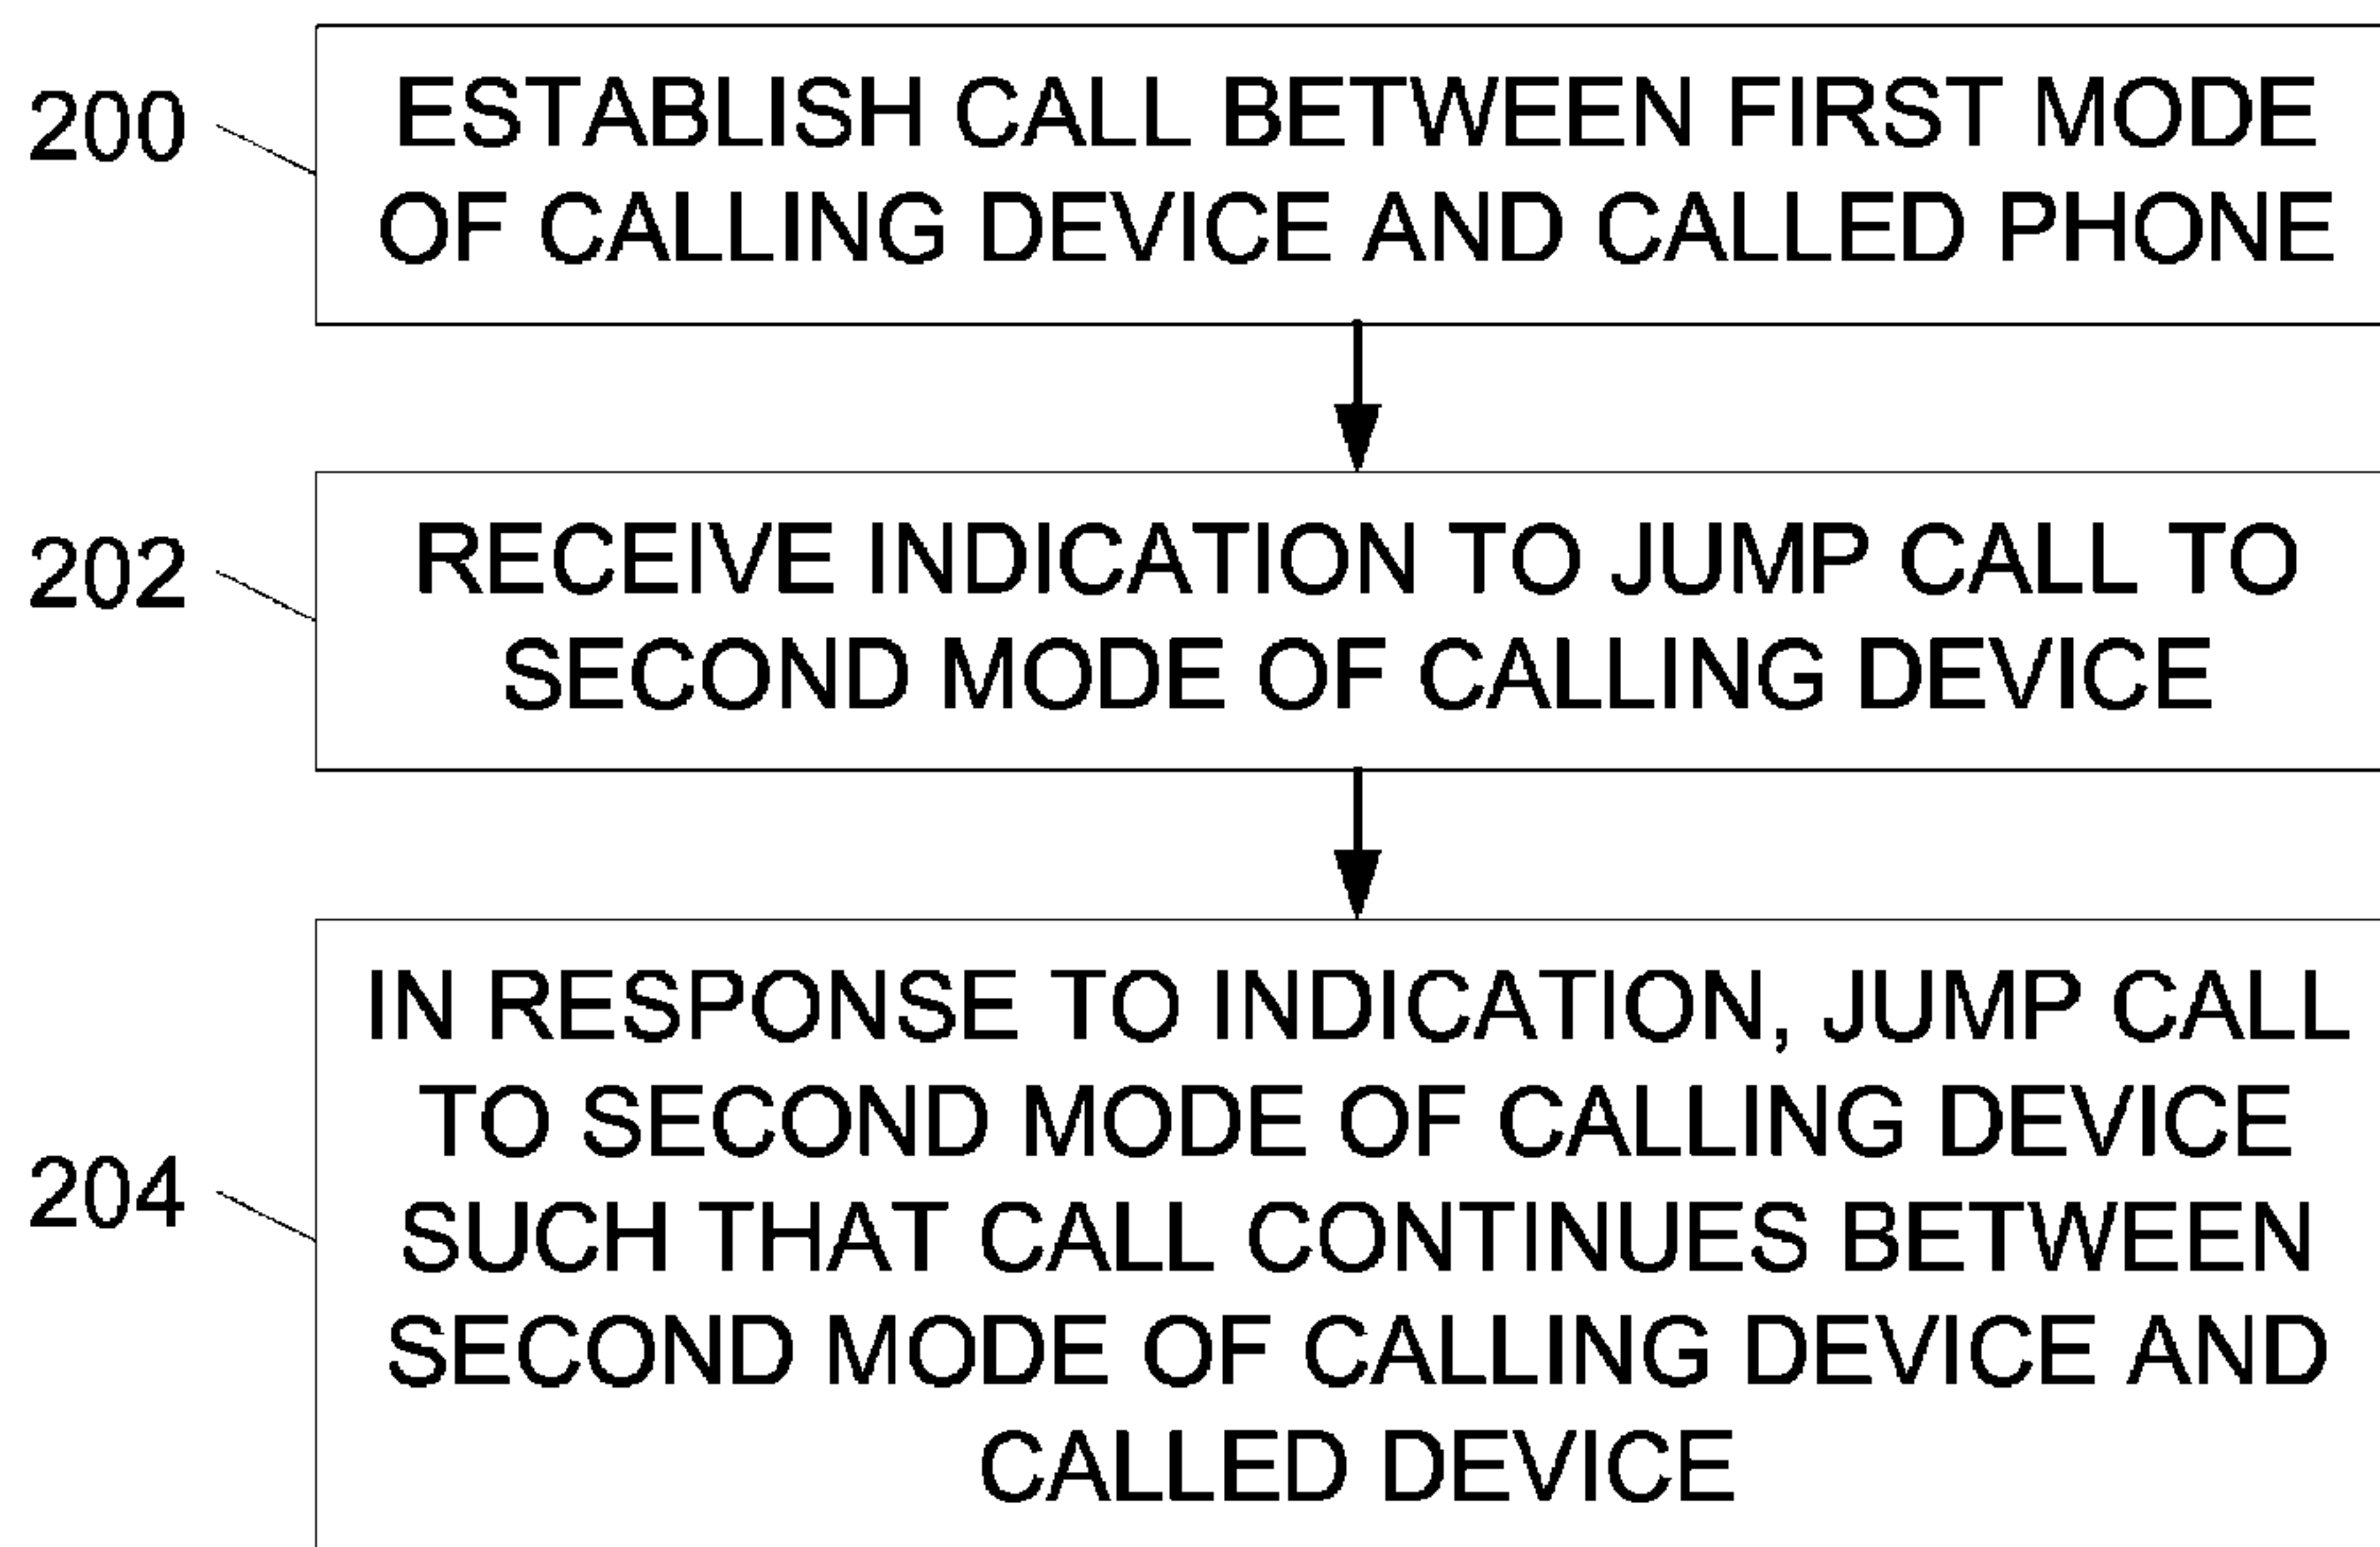 200
ESTABLISH CALL BETWEEN FIRST MODE
OF CALLING DEVICE AND CALLED PHONE
202
RECEIVE INDICATION TO JUMP CALL TO
SECOND MODE OF CALLING DEVICE
204
IN RESPONSE TO INDICATION, JUMP CALL
TO SECOND MODE OF CALLING DEVICE
SUCH THAT CALL CONTINUES BETWEEN
SECOND MODE OF CALLING DEVICE AND
CALLED DEVICE